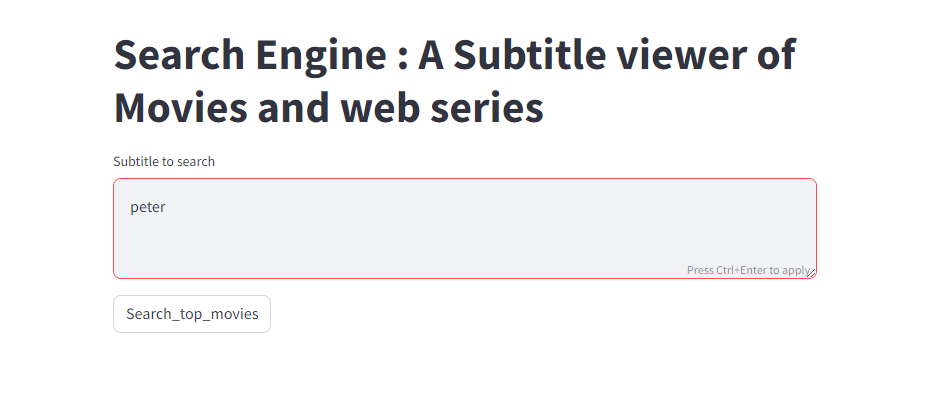 Search Engine : A Subtitle viewer of
Movies and web series
Subtitle to search
peter
Press Ctrl+Enter to apply
Search_top_movies